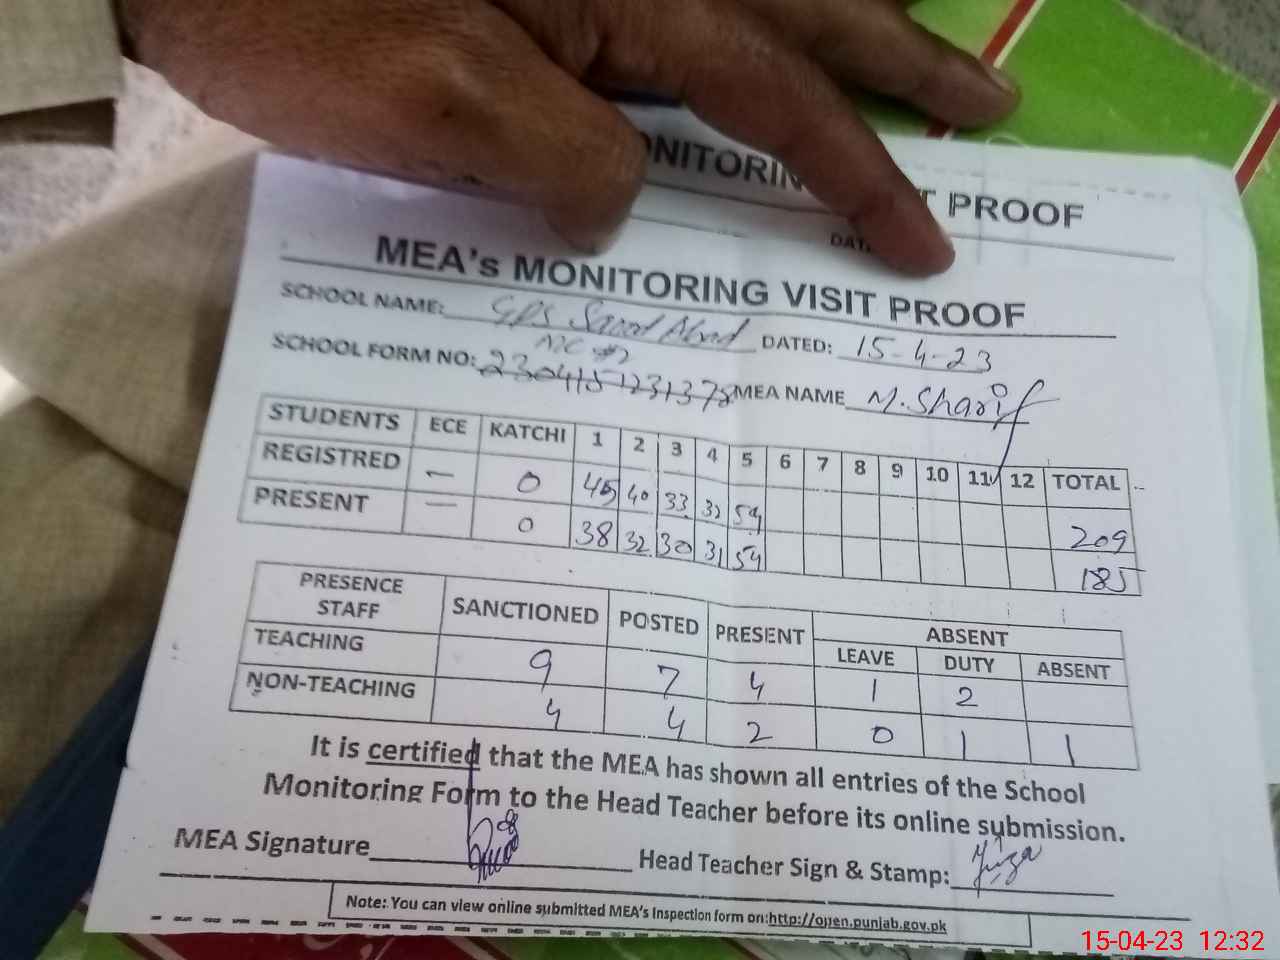 ONITORIN T PROOF
DAT
MEA's MONITORING VISIT PROOF
SCHOOL NAME: GPS Saood Abad DATED: 15-4-23
MC #2
SCHOOL FORM NO: 2304151231378 MEA NAME M. Sharif
STUDENTS ECE KATCHI 1 2 3 4 5 6 7 8 9 10 11 12 TOTAL
REGISTRED — 0 45 40 33 54 209
PRESENT — 0 38 32 30 31 54 185
PRESENCE STAFF SANCTIONED POSTED PRESENT ABSENT
LEAVE DUTY ABSENT
TEACHING 9 7 4 1 2
NON-TEACHING 4 4 2 0 1 1
It is certified that the MEA has shown all entries of the School
Monitoring Form to the Head Teacher before its online submission.
MEA Signature Head Teacher Sign & Stamp:
Note: You can view online submitted MEA's Inspection form on:http://open.punjab.gov.pk
15-04-23 12:32